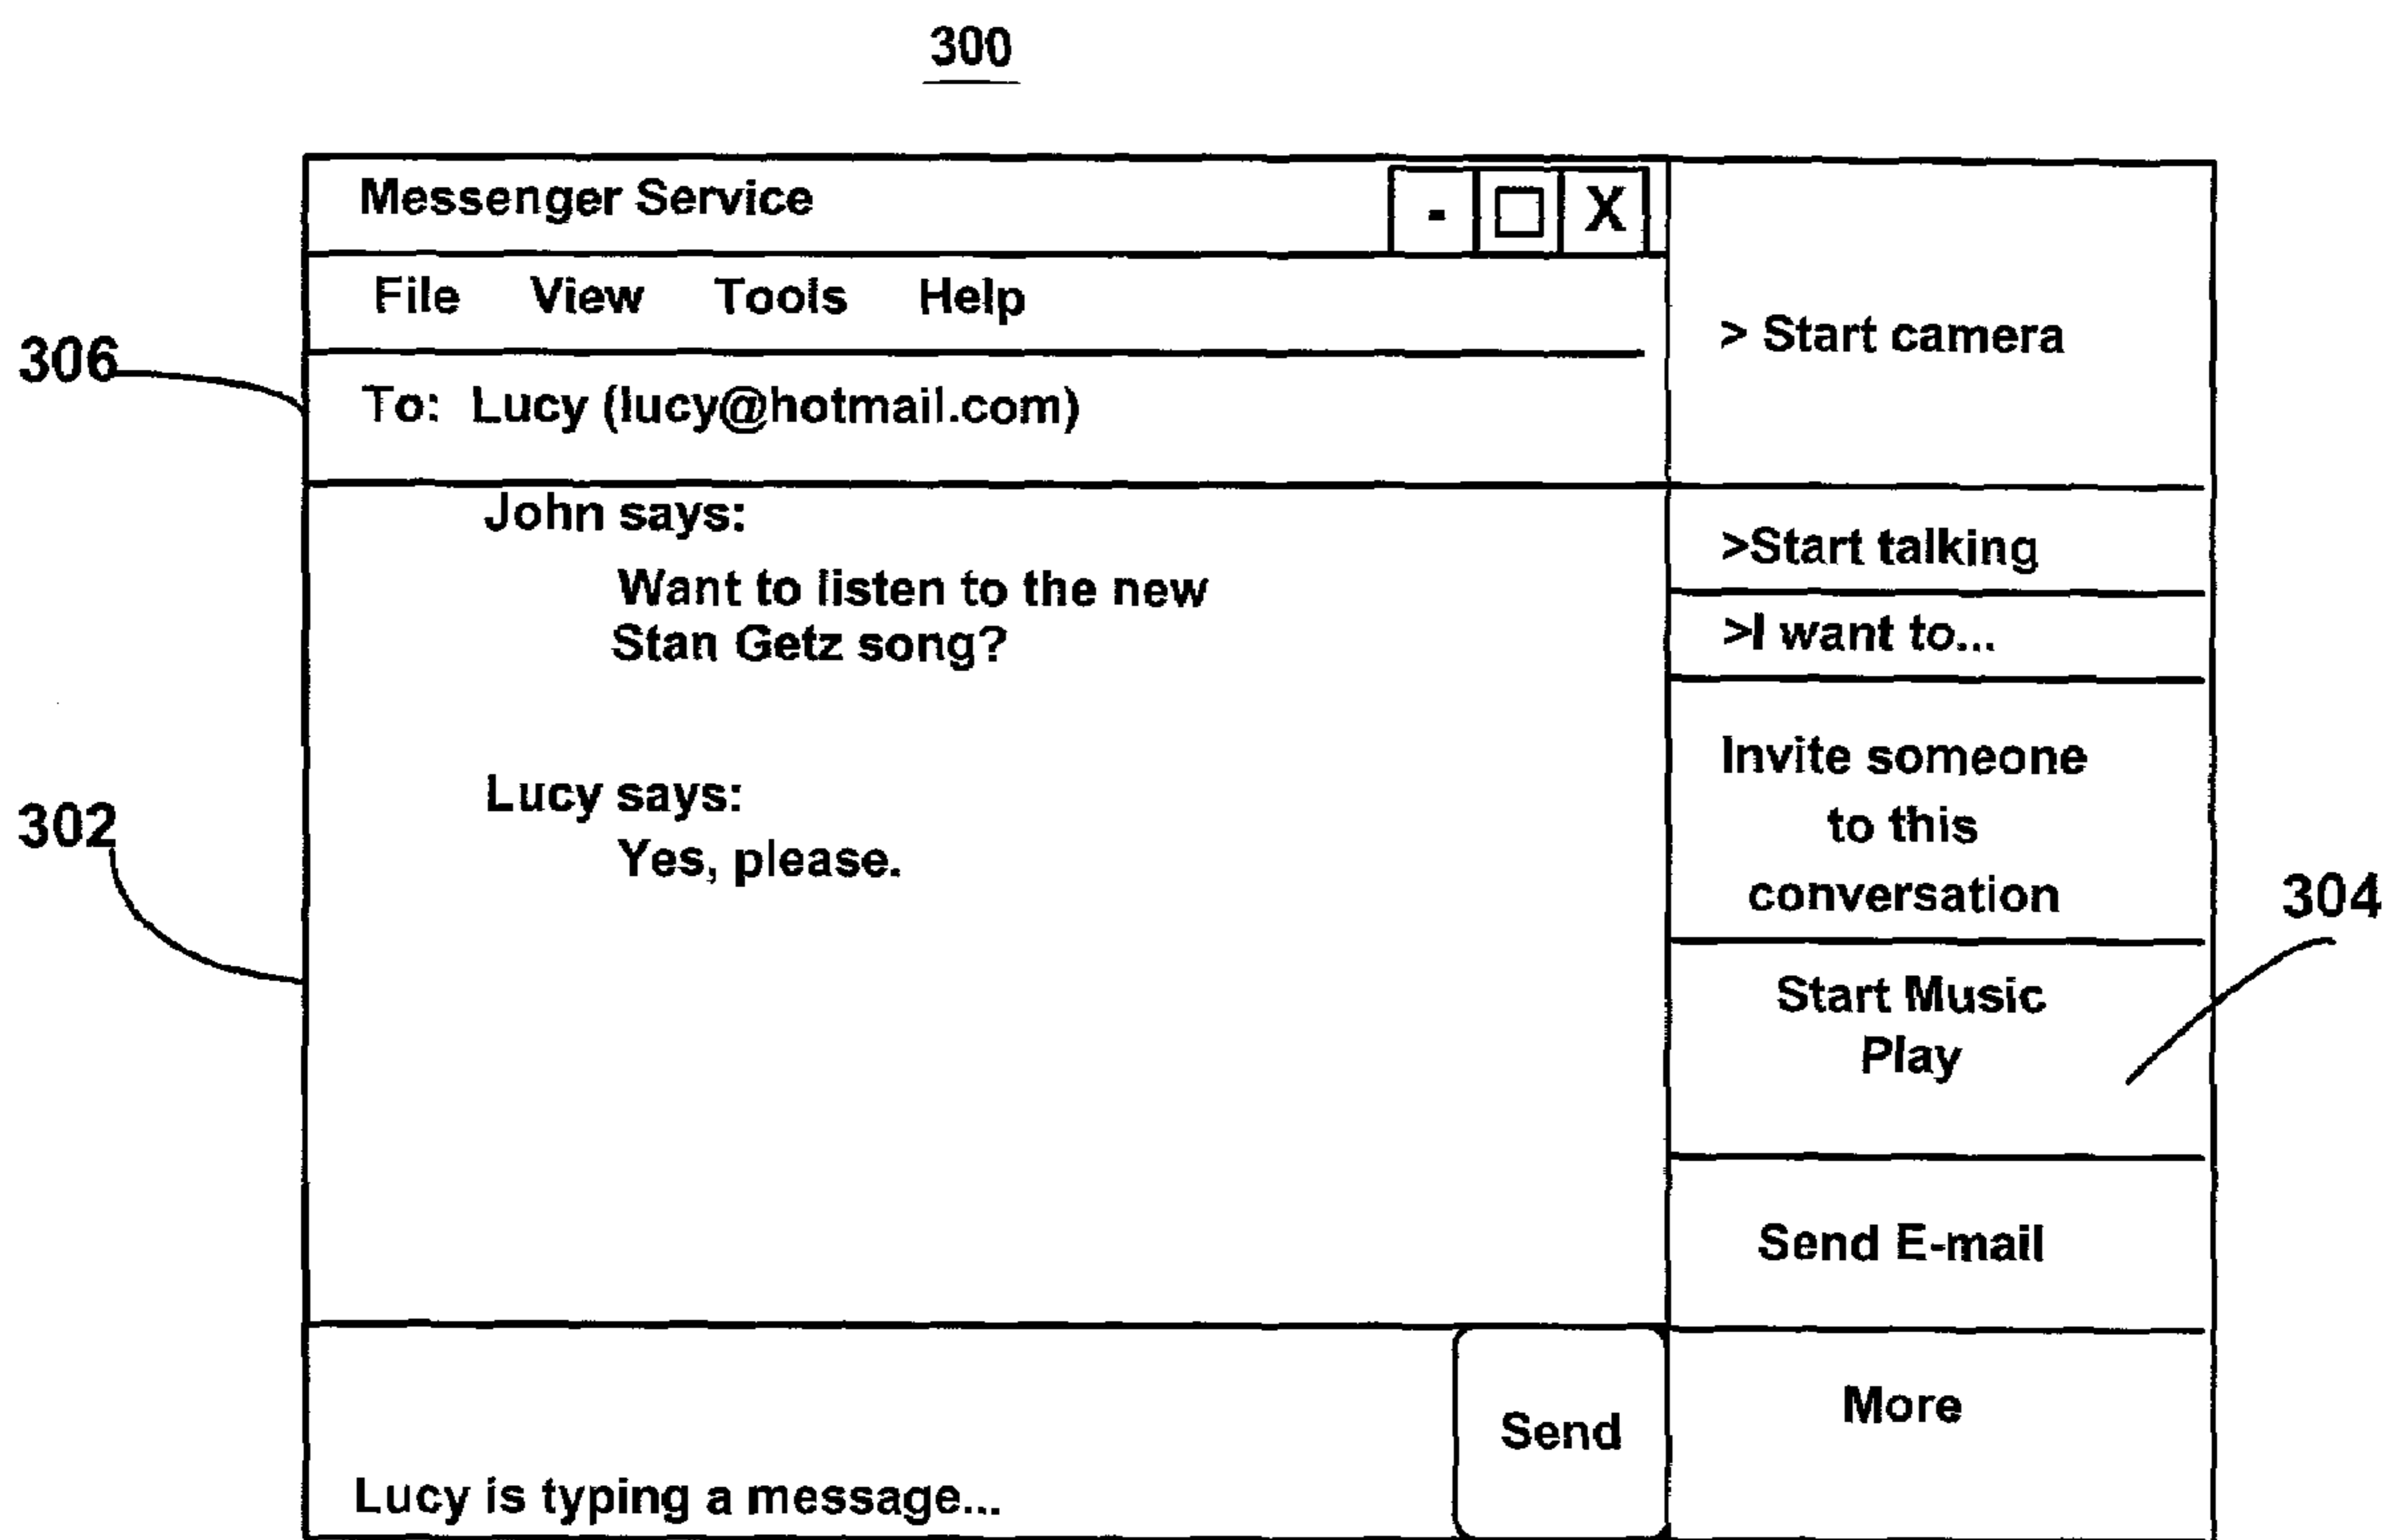 300
Messenger Service - X
File View Tools Help
306
To: Lucy (lucy@hotmail.com)
John says:
Want to listen to the new
Stan Getz song?
Lucy says:
Yes, please.
302
Lucy is typing a message...
Send
> Start camera
>Start talking
>I want to...
Invite someone
to this
conversation
Start Music
Play
304
Send E-mail
More